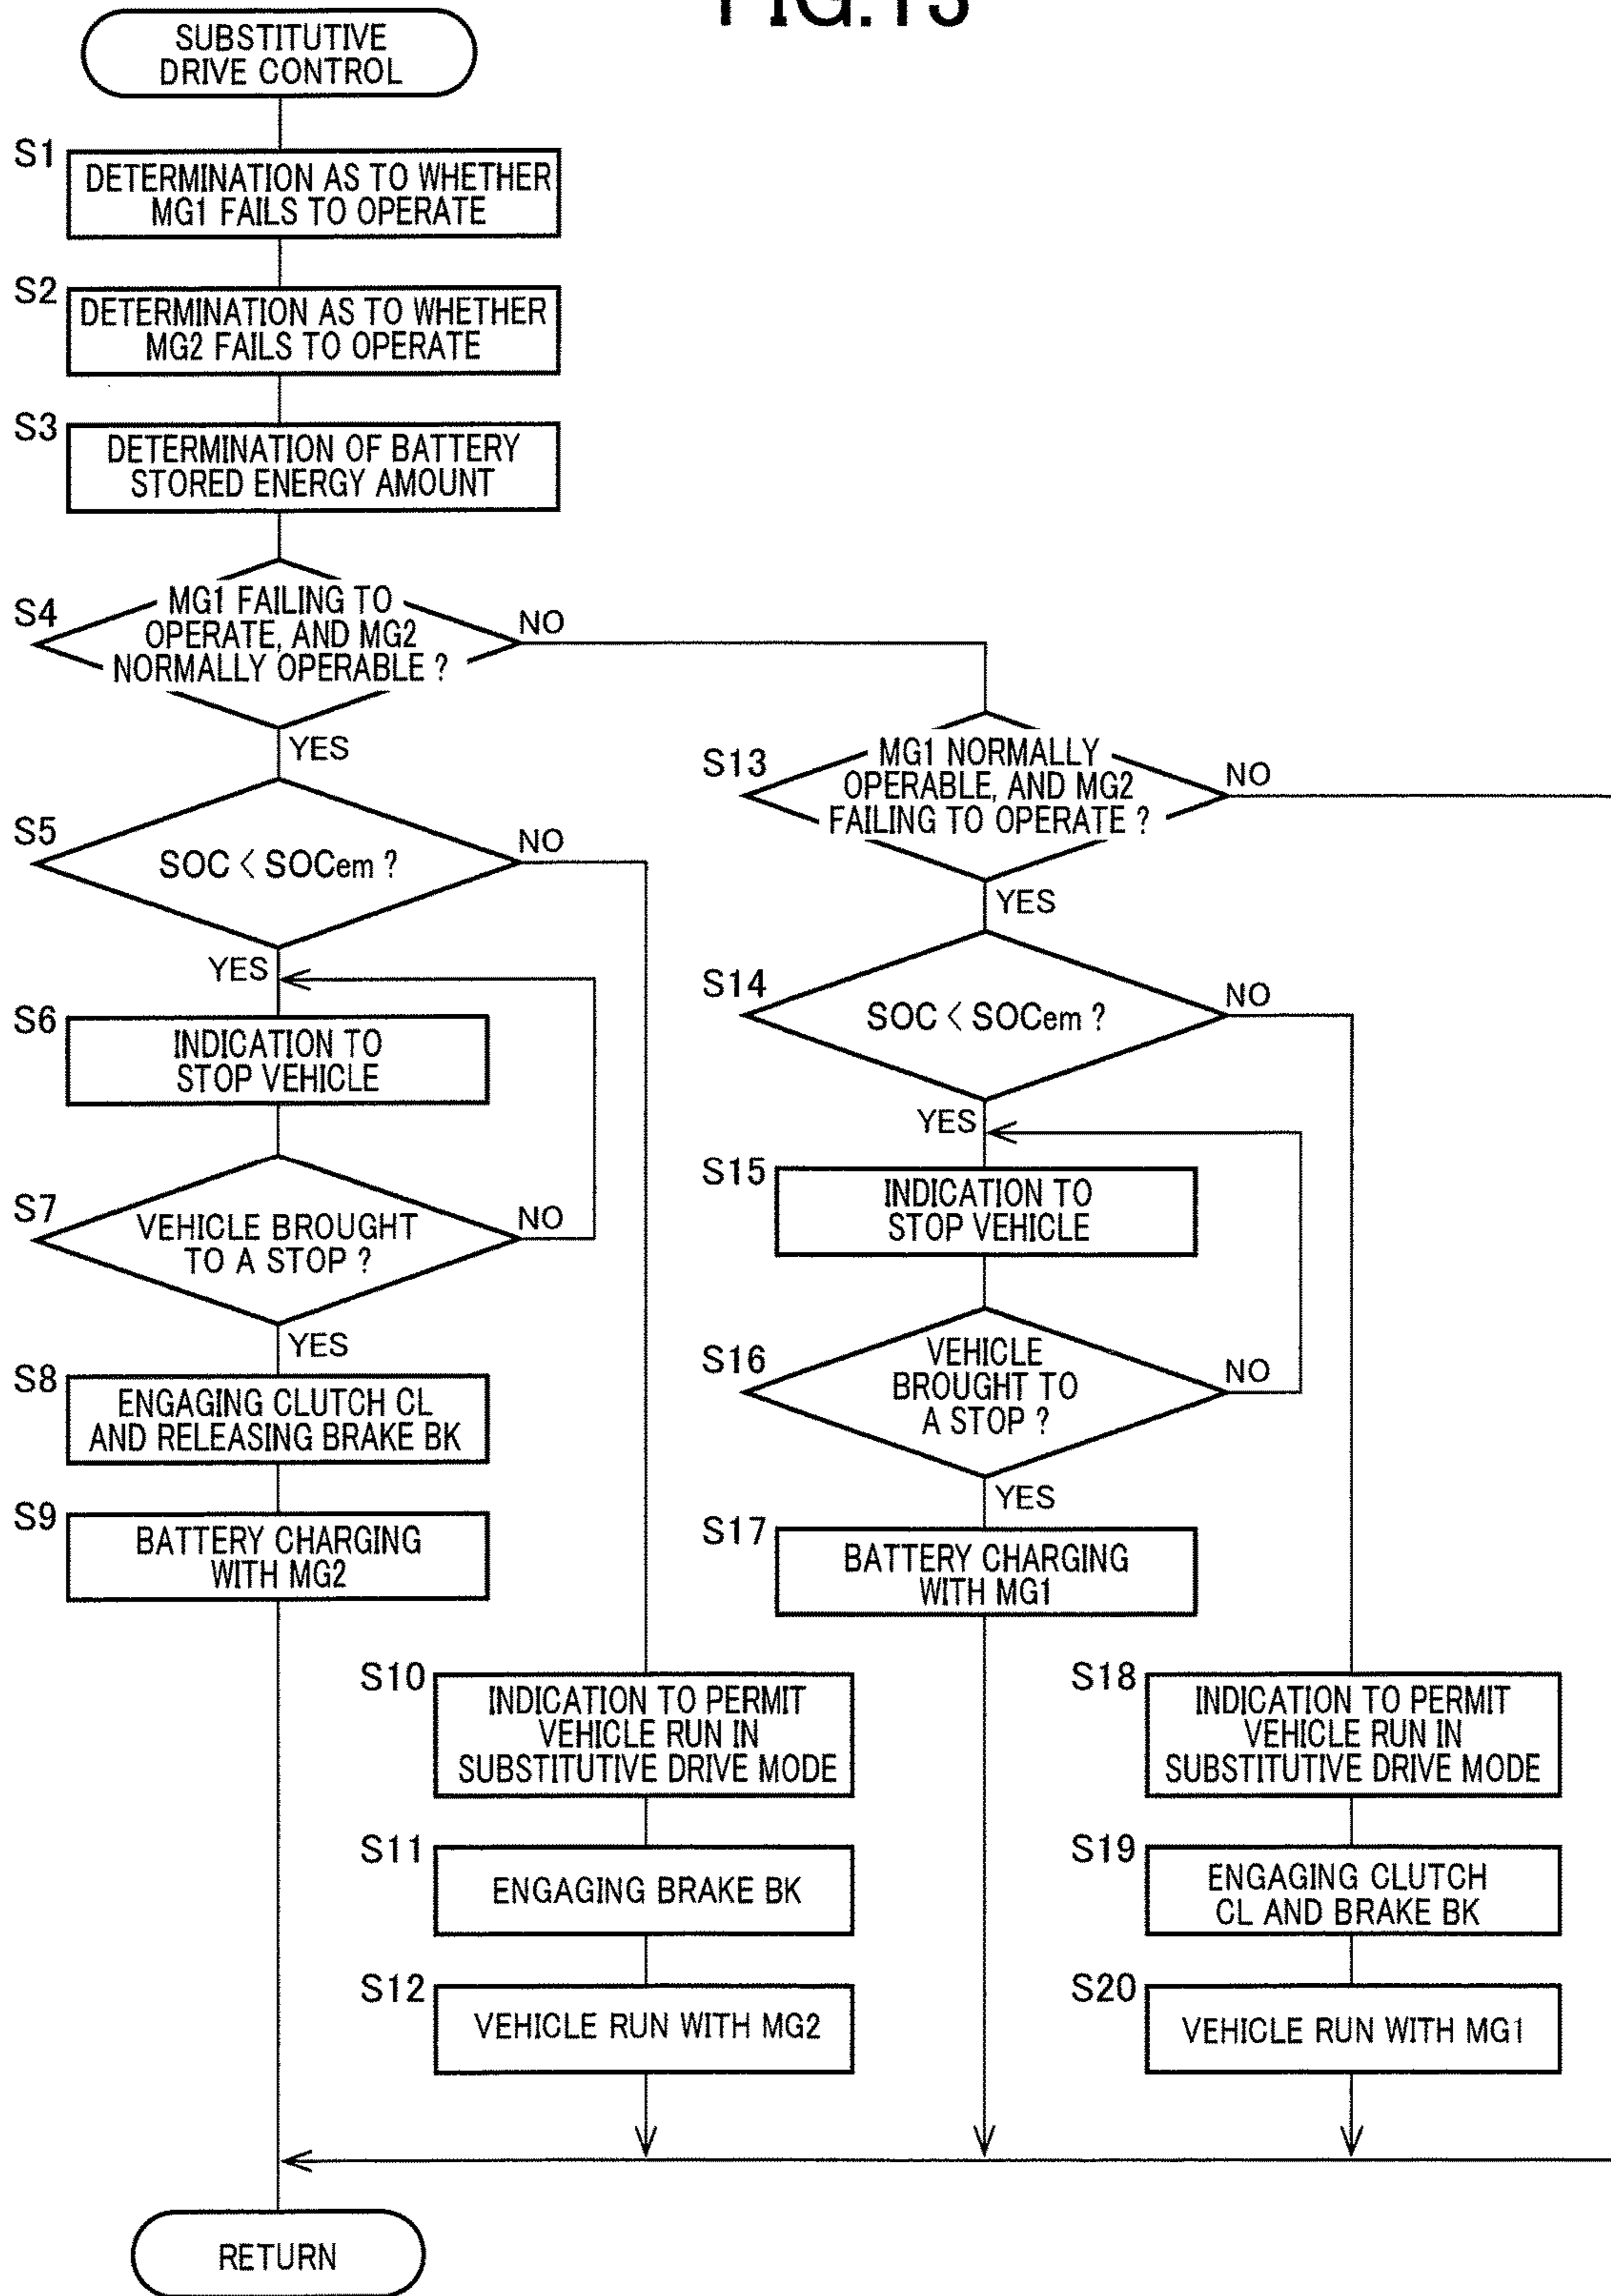 FIG.13
SUBSTITUTIVE
DRIVE CONTROL
S1
DETERMINATION AS TO WHETHER
MG1 FAILS TO OPERATE
S2
DETERMINATION AS TO WHETHER
MG2 FAILS TO OPERATE
S3
DETERMINATION OF BATTERY
STORED ENERGY AMOUNT
S4
MG1 FAILING TO
OPERATE, AND MG2
NORMALLY OPERABLE ?
NO
YES
S5
SOC < SOCem ?
NO
YES
S6
INDICATION TO
STOP VEHICLE
S7
VEHICLE BROUGHT
TO A STOP ?
NO
YES
S8
ENGAGING CLUTCH CL
AND RELEASING BRAKE BK
S9
BATTERY CHARGING
WITH MG2
S10
INDICATION TO PERMIT
VEHICLE RUN IN
SUBSTITUTIVE DRIVE MODE
S11
ENGAGING BRAKE BK
S12
VEHICLE RUN WITH MG2
S13
MG1 NORMALLY
OPERABLE, AND MG2
FAILING TO OPERATE ?
NO
YES
S14
SOC < SOCem ?
NO
YES
S15
INDICATION TO
STOP VEHICLE
S16
VEHICLE
BROUGHT TO
A STOP ?
NO
YES
S17
BATTERY CHARGING
WITH MG1
S18
INDICATION TO PERMIT
VEHICLE RUN IN
SUBSTITUTIVE DRIVE MODE
S19
ENGAGING CLUTCH
CL AND BRAKE BK
S20
VEHICLE RUN WITH MG1
RETURN